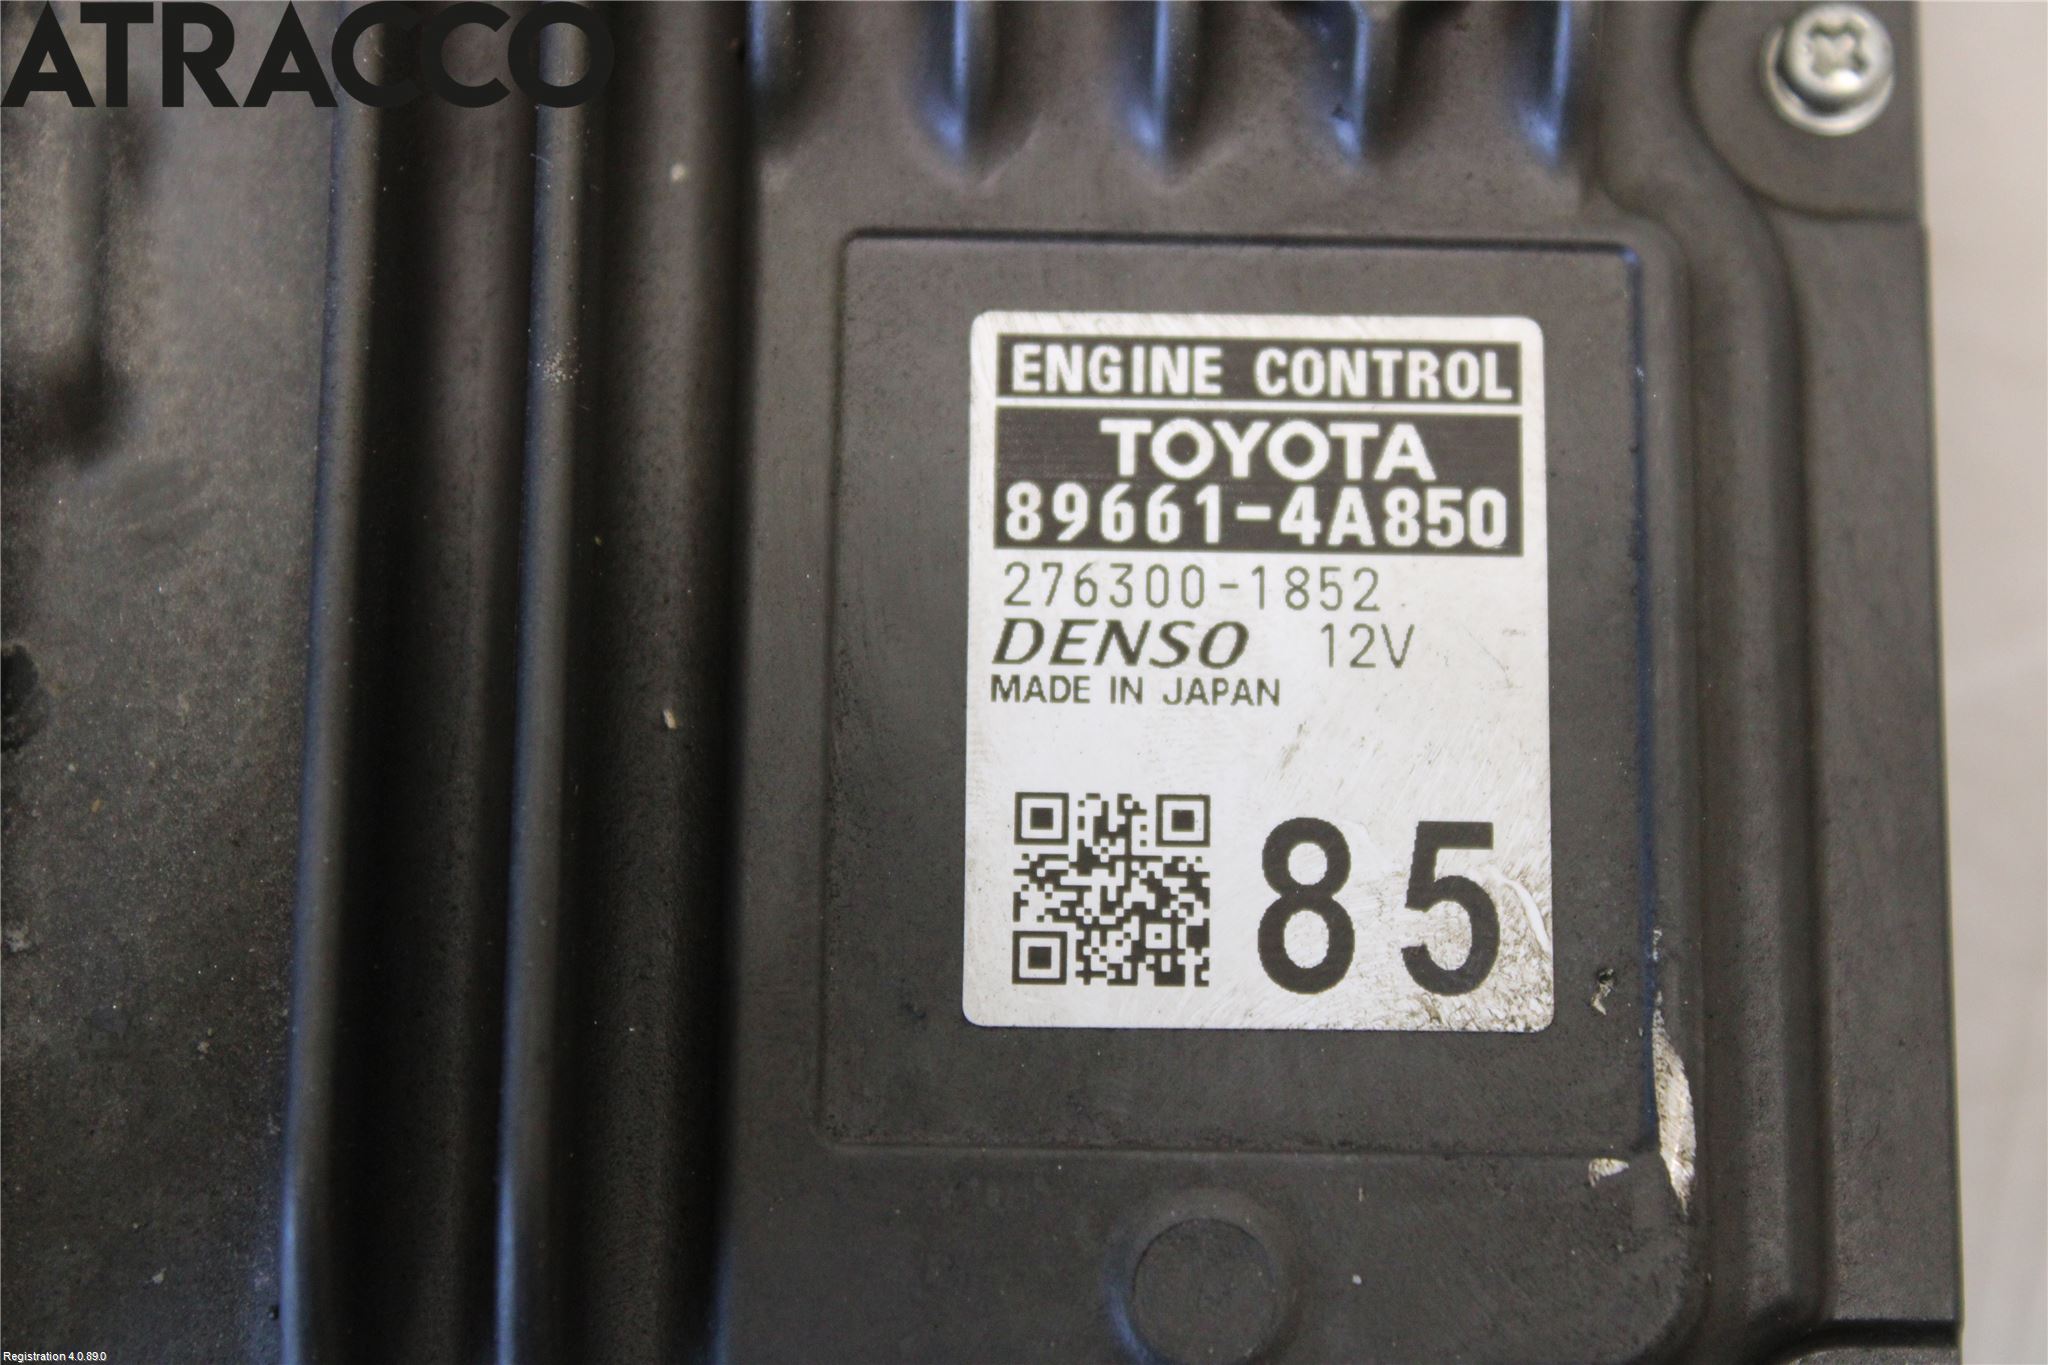 ATRACCO
ENGINE CONTROL
TOYOTA
89661-4A850
276300-1852
DENSO 12V
MADE IN JAPAN
85
Registration 4.0.89.0